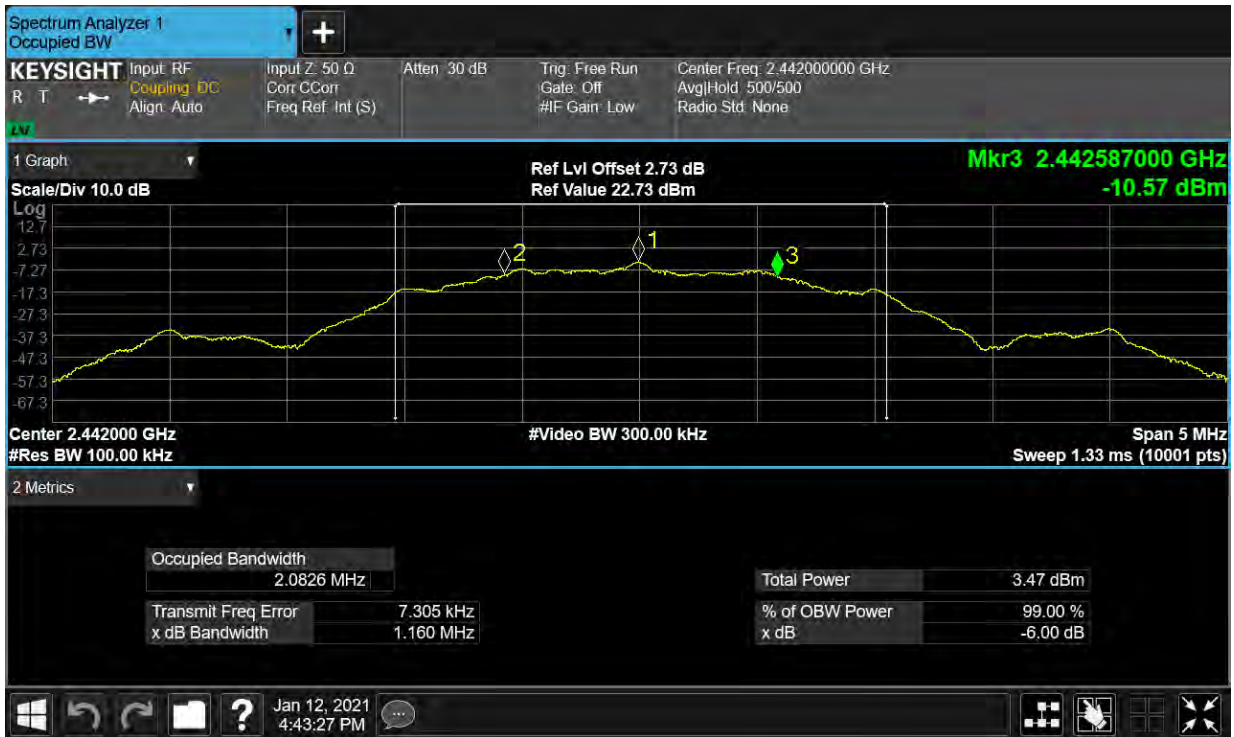 Spectrum Analyzer 1
Occupied BW
KEYSIGHT Input: RF Input Z: 50 Ω Atten: 30 dB Trig: Free Run Center Freq: 2.442000000 GHz
R T Coupling: DC Corr CCorr Gate: Off Avg|Hold: 500/500
Align: Auto Freq Ref: Int (S) #IF Gain: Low Radio Std: None
1 Graph
Ref Lvl Offset 2.73 dB Mkr3 2.442587000 GHz
Scale/Div 10.0 dB Ref Value 22.73 dBm -10.57 dBm
Log
12.7
2.73
-7.27
-17.3
-27.3
-37.3
-47.3
-57.3
-67.3
2
1
3
Center 2.442000 GHz #Video BW 300.00 kHz Span 5 MHz
#Res BW 100.00 kHz Sweep 1.33 ms (10001 pts)
2 Metrics
Occupied Bandwidth
2.0826 MHz Total Power 3.47 dBm
Transmit Freq Error 7.305 kHz % of OBW Power 99.00 %
x dB Bandwidth 1.160 MHz x dB -6.00 dB
?
Jan 12, 2021
4:43:27 PM